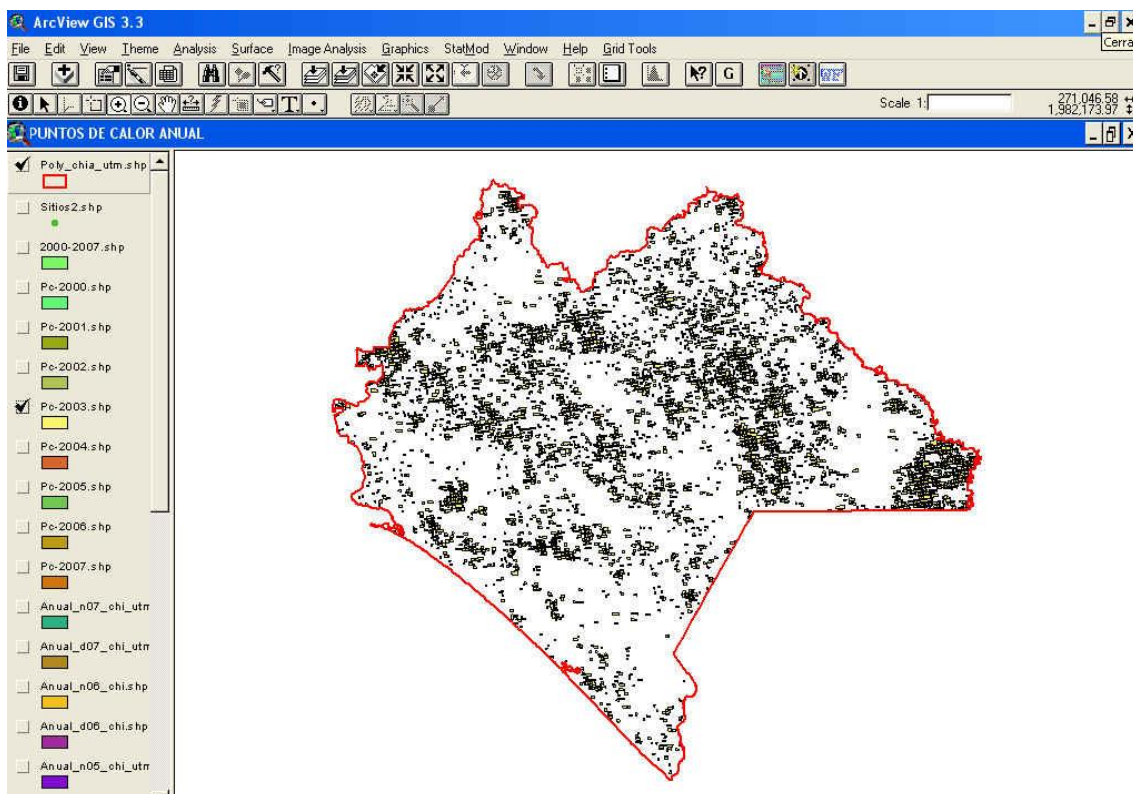 ArcView GIS 3.3
File Edit View Theme Analysis Surface Image Analysis Graphics StatMod Window Help Grid Tools
Cerra
G
WF
T
Scale 1:
271,046.58
1,982,173.97
PUNTOS DE CALOR ANUAL
Poly_chia_utm.shp
Sitios2.shp
2000-2007.shp
Pc-2000.shp
Pc-2001.shp
Pc-2002.shp
Pc-2003.shp
Pc-2004.shp
Pc-2005.shp
Pc-2006.shp
Pc-2007.shp
Anual_n07_chi_utm
Anual_d07_chi_utm
Anual_n06_chi.shp
Anual_d06_chi.shp
Anual_n05_chi_utm